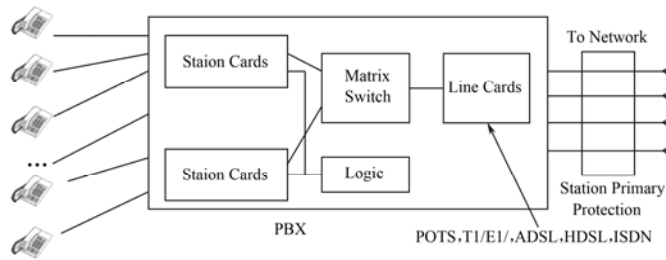 To Network
Staion Cards
Matrix
Switch
Line Cards
...
Staion Cards
Logic
Station Primary
Protection
PBX
POTS,T1/E1/,ADSL,HDSL,ISDN